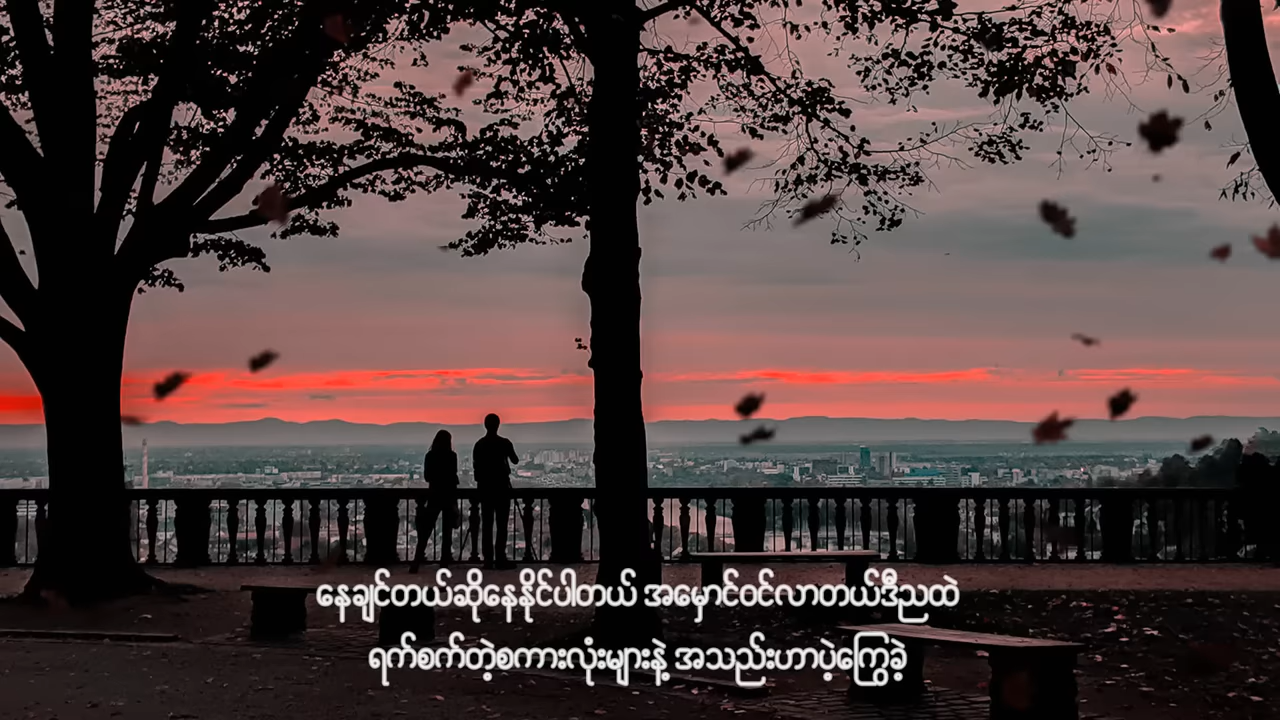 နေချင်တယ်ဆိုနေနိုင်ပါတယ် အမှောင်ဝင်လာတယ်ဒီညထဲ
ရက်စက်တဲ့စကားလုံးများနဲ့ အသည်းဟာပဲ့ကြွေခဲ့